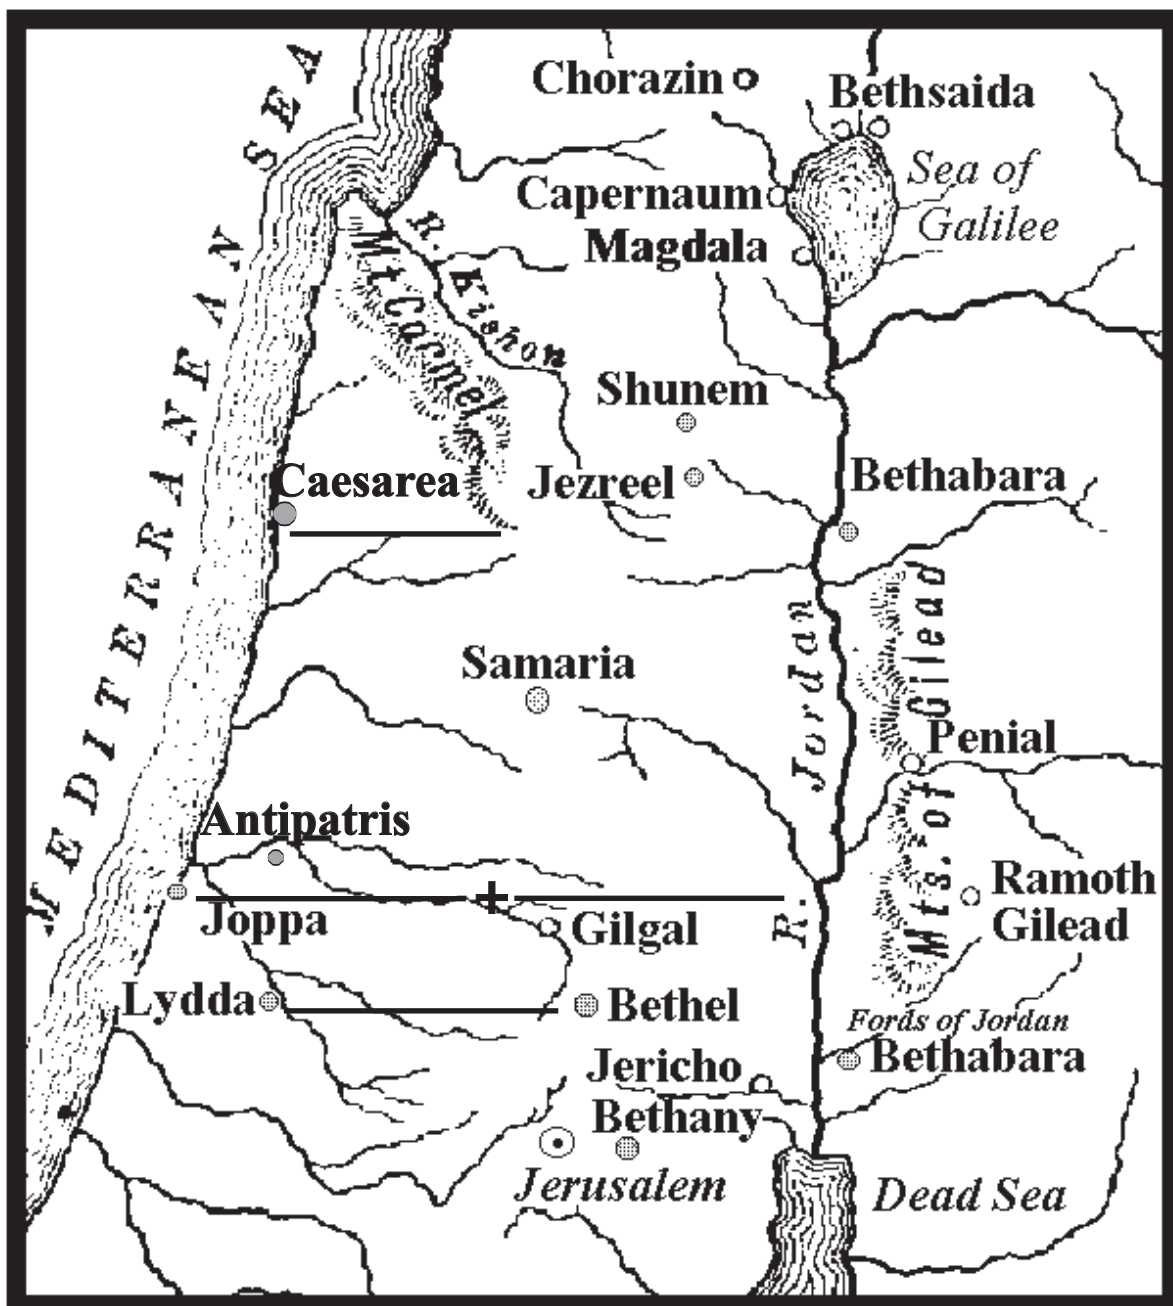 MEDITERRANEAN SEA
Chorazin
Bethsaida
Sea of
Galilee
Capernaum
Magdala
R. Kishon
Mt Carmel
Shunem
Caesarea
Jezreel
Bethabara
Samaria
Jordan
R.
Mts. of Gilead
Penial
Antipatris
Joppa
Gilgal
Ramoth
Gilead
Lydda
Bethel
Fords of Jordan
Bethabara
Jericho
Bethany
Jerusalem
Dead Sea